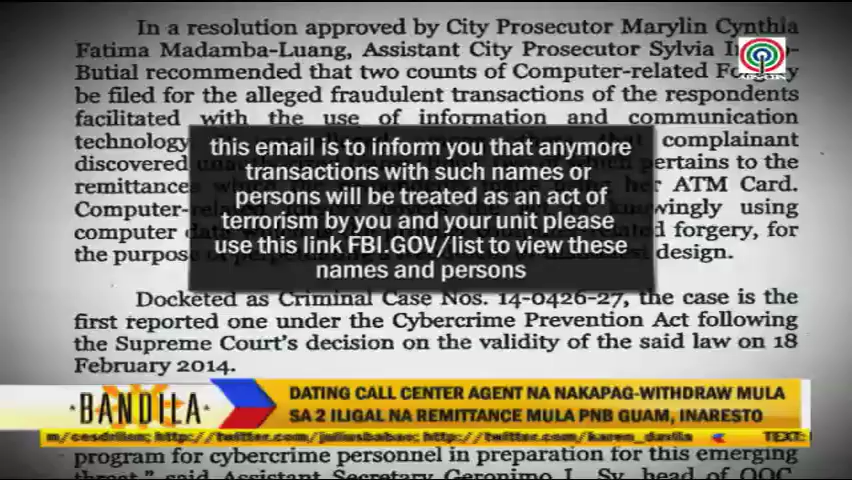 In a resolution approved by City Prosecutor Marylin Cynthia
Fatima Madamba-Luang, Assistant City Prosecutor Sylvia
Butial recommended that two counts of Computer-related
be filed for the alleged fraudulent transactions of the respondents
facilitated with the use of information and communication
technology complainant
discovered pertains to the
remittances her ATM Card.
Computer- using
computer forgery, for
the purpose design.
this email is to inform you that anymore
transactions with such names or
persons will be treated as an act of
terrorism by you and your unit please
use this link FBI.GOV/list to view these
names and persons
Docketed as Criminal Case Nos. 14-0426-27, the case is the
first reported one under the Cybercrime Prevention Act following
the Supreme Court's decision on the validity of the said law on 18
February 2014.
BANDILA
DATING CALL CENTER AGENT NA NAKAPAG-WITHDRAW MULA
SA 2 ILIGAL NA REMITTANCE MULA PNB GUAM, INARESTO
m/cesdrilon; http://twitter.com/juliusbabao; http://twitter.com/karen_davila TEXT:
program for cybercrime personnel in preparation for this emerging
threat," said Assistant Secretary Geronimo L. Sy, head of OOC